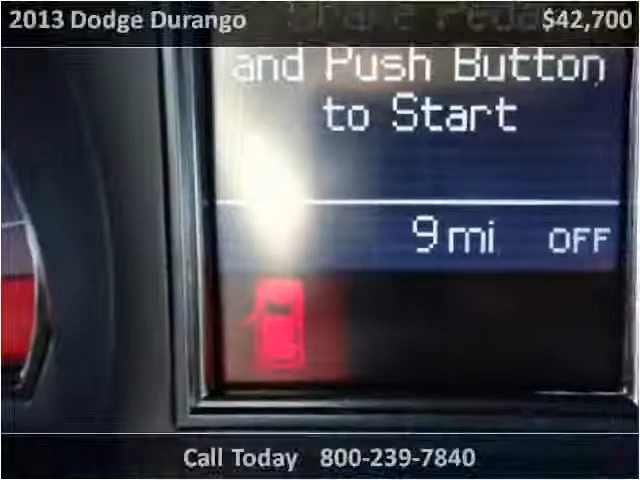 2013 Dodge Durango $42,700
and Push Button
to Start
9 mi OFF
Call Today 800-239-7840